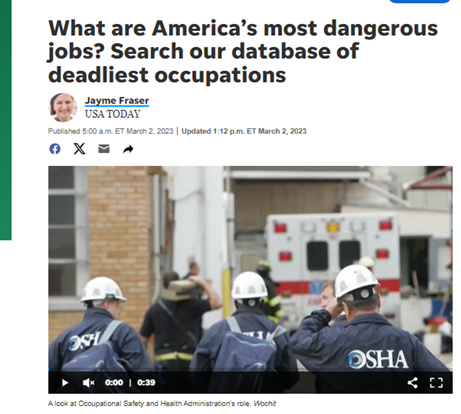 What are America's most dangerous
jobs? Search our database of
deadliest occupations
Jayme Fraser
USA TODAY
Published 5:00 a.m. ET March 2, 2023 | Updated 1:12 p.m. ET March 2, 2023
OSHA
0:00 0:39
A look at Occupational Safety and Health Administration's role. Wochit